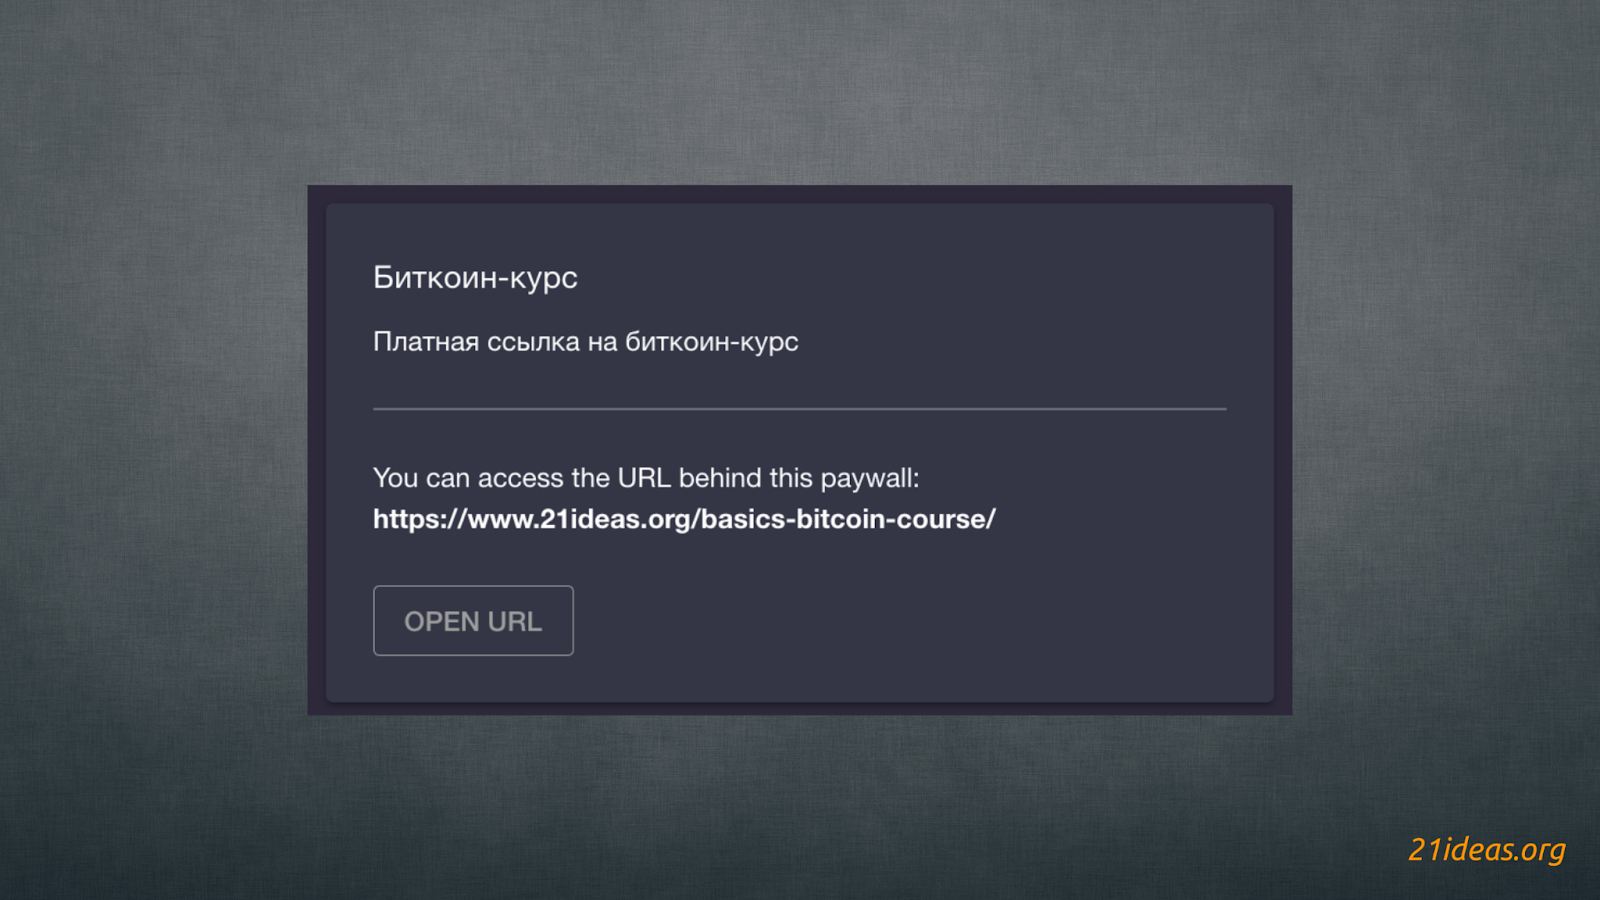 Биткоин-курс
Платная ссылка на биткоин-курс
You can access the URL behind this paywall:
https://www.21ideas.org/basics-bitcoin-course/
OPEN URL
21ideas.org